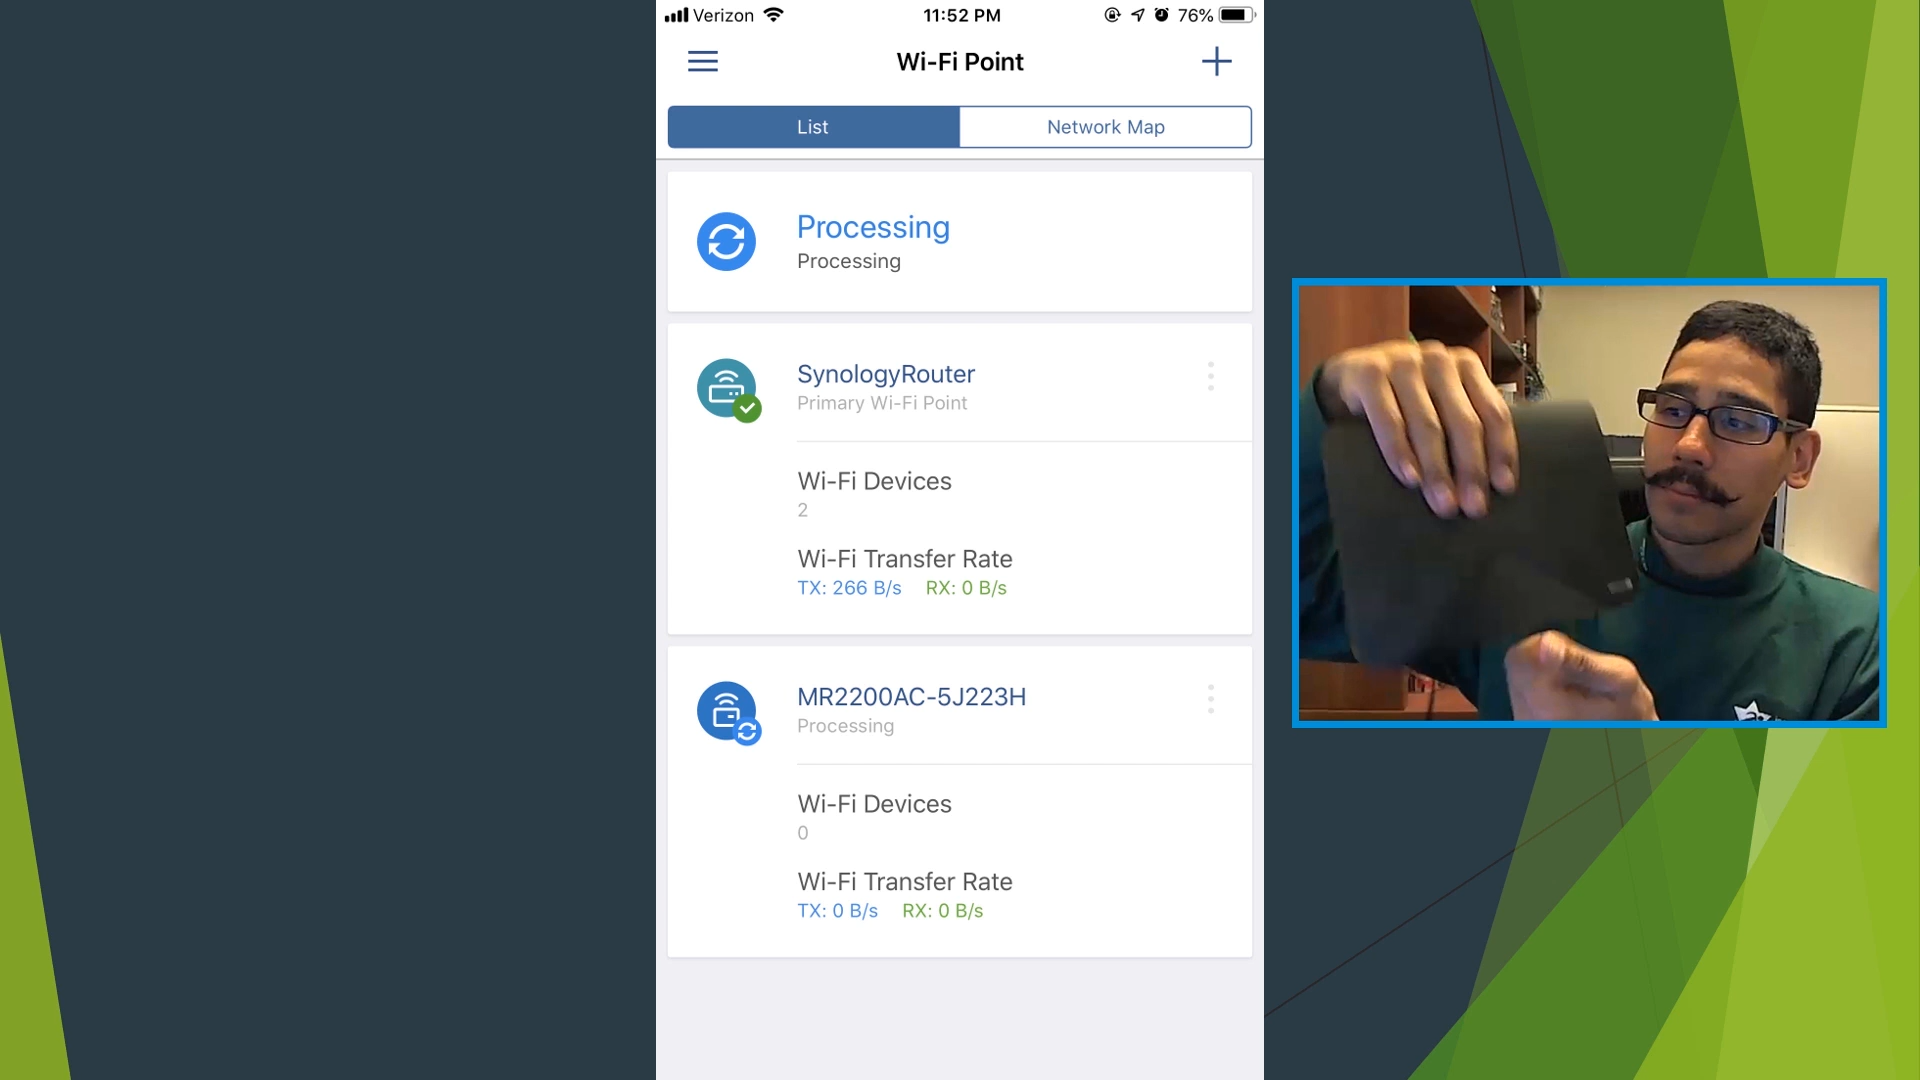 Verizon 11:52 PM 76%
Wi-Fi Point
List Network Map
Processing
Processing
SynologyRouter
Primary Wi-Fi Point
Wi-Fi Devices
2
Wi-Fi Transfer Rate
TX: 266 B/s RX: 0 B/s
MR2200AC-5J223H
Processing
Wi-Fi Devices
0
Wi-Fi Transfer Rate
TX: 0 B/s RX: 0 B/s